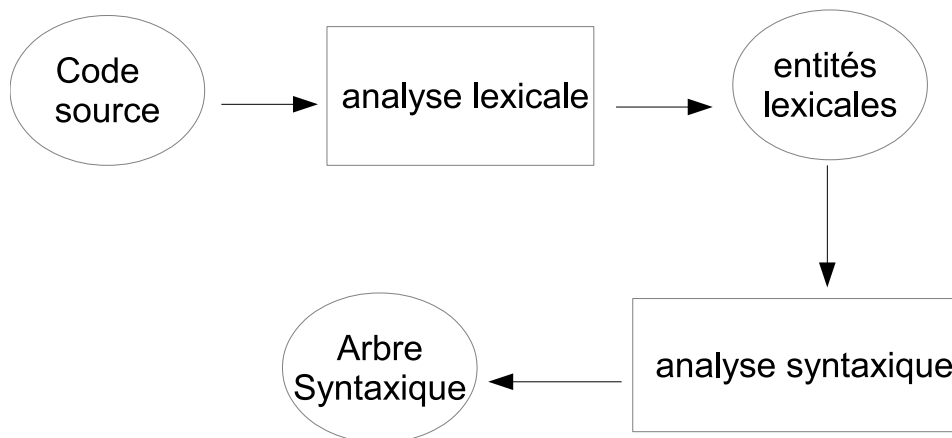 Code
source
analyse lexicale
entités
lexicales
analyse syntaxique
Arbre
Syntaxique